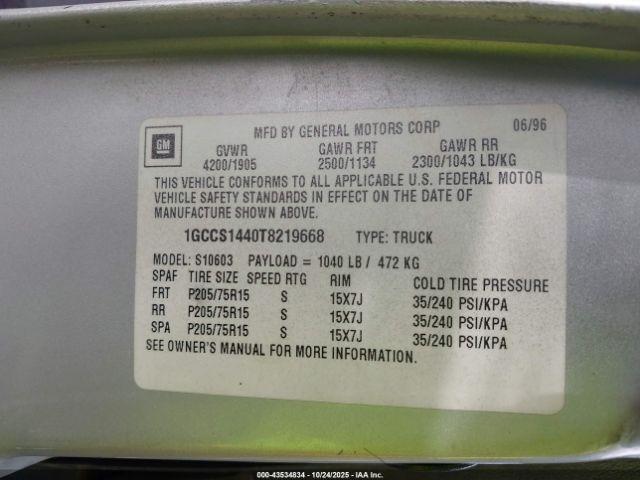 MFD BY GENERAL MOTORS CORP 06/96
GM
GVWR GAWR FRT GAWR RR
4200/1905 2500/1134 2300/1043 LB/KG
THIS VEHICLE CONFORMS TO ALL APPLICABLE U.S. FEDERAL MOTOR
VEHICLE SAFETY STANDARDS IN EFFECT ON THE DATE OF
MANUFACTURE SHOWN ABOVE.
1GCCS1440T8219668 TYPE: TRUCK
MODEL: S10603 PAYLOAD = 1040 LB / 472 KG
SPAF TIRE SIZE SPEED RTG RIM COLD TIRE PRESSURE
FRT P205/75R15 S 15X7J 35/240 PSI/KPA
RR P205/75R15 S 15X7J 35/240 PSI/KPA
SPA P205/75R15 S 15X7J 35/240 PSI/KPA
SEE OWNER'S MANUAL FOR MORE INFORMATION.
000-43534834 - 10/24/2025 - IAA Inc.